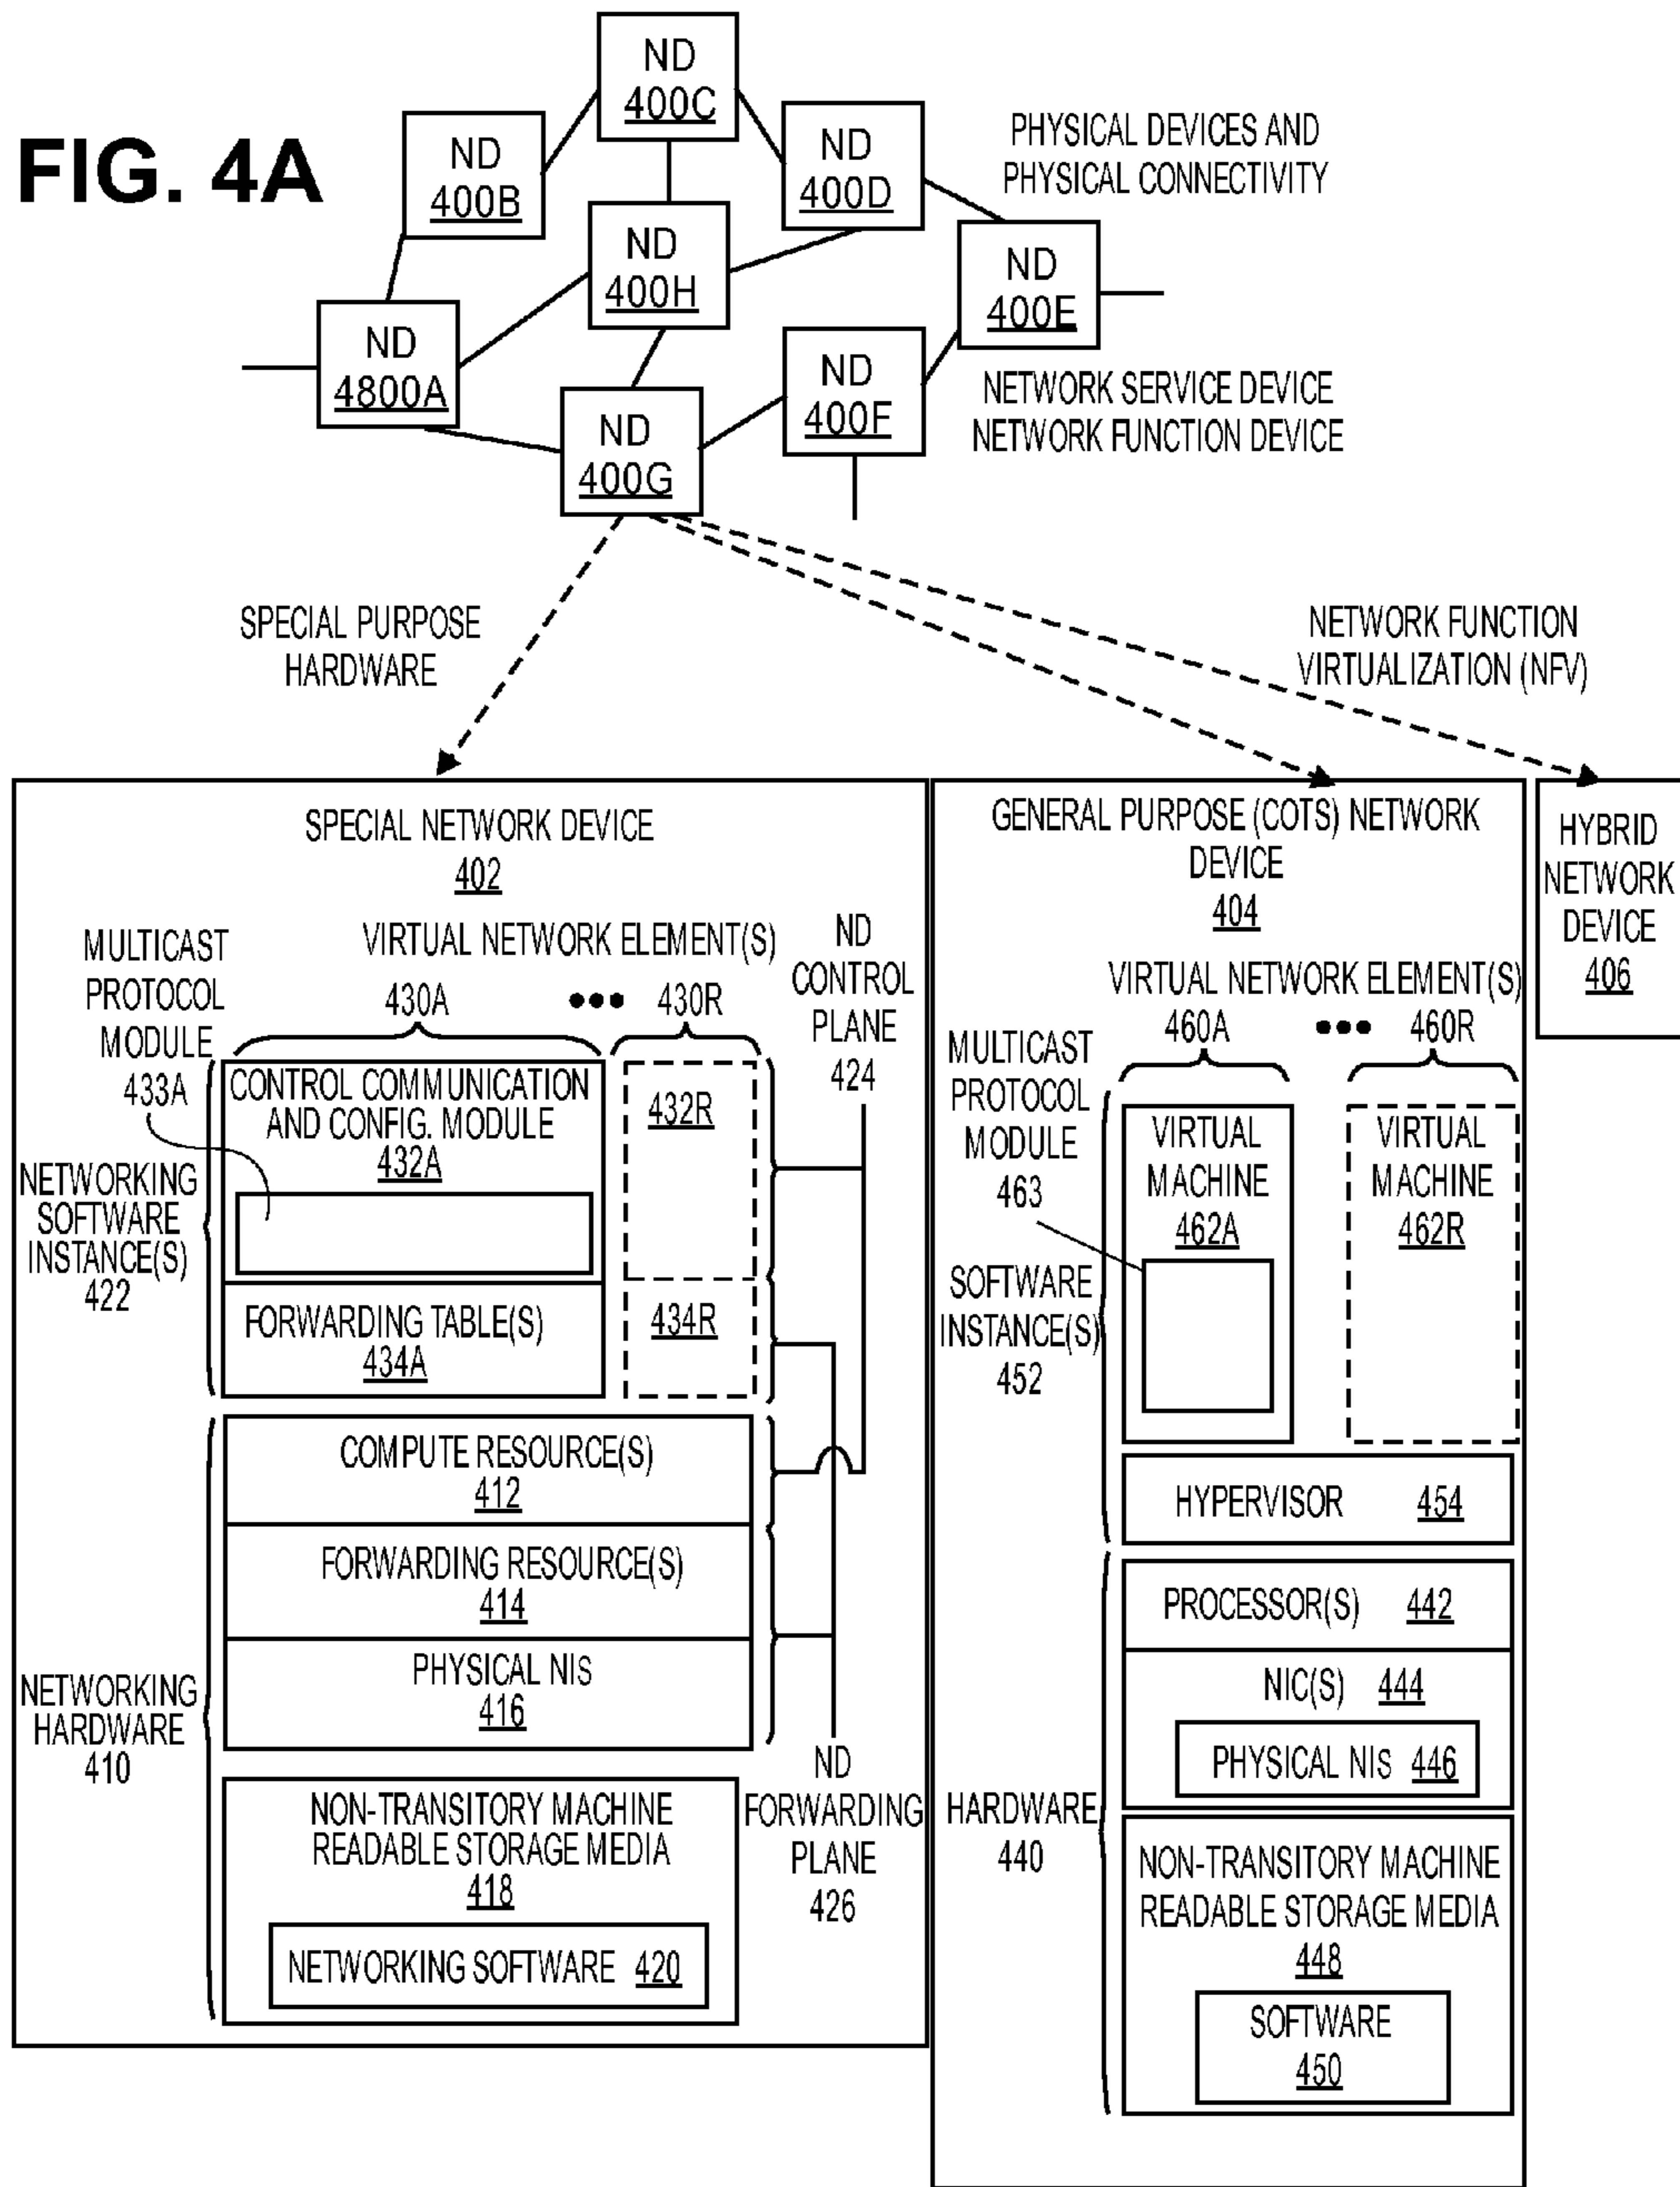 FIG. 4A
ND
400C
ND
400B
ND
400D
PHYSICAL DEVICES AND
PHYSICAL CONNECTIVITY
ND
400H
ND
400E
ND
4800A
ND
400F
NETWORK SERVICE DEVICE
NETWORK FUNCTION DEVICE
ND
400G
SPECIAL PURPOSE
HARDWARE
NETWORK FUNCTION
VIRTUALIZATION (NFV)
SPECIAL NETWORK DEVICE
402
MULTICAST
PROTOCOL
MODULE
433A
VIRTUAL NETWORK ELEMENT(S)
430A ••• 430R
ND
CONTROL
PLANE
424
CONTROL COMMUNICATION
AND CONFIG. MODULE
432A
432R
NETWORKING
SOFTWARE
INSTANCE(S)
422
FORWARDING TABLE(S)
434A
434R
COMPUTE RESOURCE(S)
412
FORWARDING RESOURCE(S)
414
PHYSICAL NIS
416
NETWORKING
HARDWARE
410
ND
FORWARDING
PLANE
426
NON-TRANSITORY MACHINE
READABLE STORAGE MEDIA
418
NETWORKING SOFTWARE 420
GENERAL PURPOSE (COTS) NETWORK
DEVICE
404
VIRTUAL NETWORK ELEMENT(S)
460A ••• 460R
MULTICAST
PROTOCOL
MODULE
463
VIRTUAL
MACHINE
462A
VIRTUAL
MACHINE
462R
SOFTWARE
INSTANCE(S)
452
HYPERVISOR 454
PROCESSOR(S) 442
NIC(S) 444
PHYSICAL NIS 446
HARDWARE
440
NON-TRANSITORY MACHINE
READABLE STORAGE MEDIA
448
SOFTWARE
450
HYBRID
NETWORK
DEVICE
406